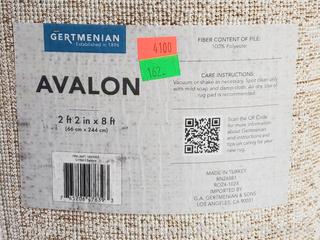 GERTMENIAN
Established in 1896
4100
162
AVALON
2 ft 2 in x 8 ft
(66 cm x 244 cm)
FIBER CONTENT OF PILE:
100% Polyester
CARE INSTRUCTIONS:
Vacuum or shake as necessary. Spot clean only
with mild soap and damp cloth. Air dry. Use of
rug pad is recommended.
Scan the QR Code
for more information
about Gertmenian
and instructions and
tips on caring for your
new rug.
MADE IN TURKEY
RN24681
IMPORTED BY
G.A. GERTMENIAN & SONS
LOS ANGELES, CA 90031